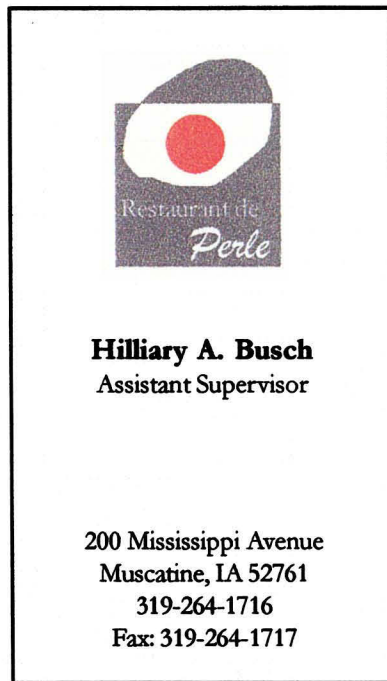 Restaurant de
Perle
Hilliary A. Busch
Assistant Supervisor
200 Mississippi Avenue
Muscatine, IA 52761
319-264-1716
Fax: 319-264-1717